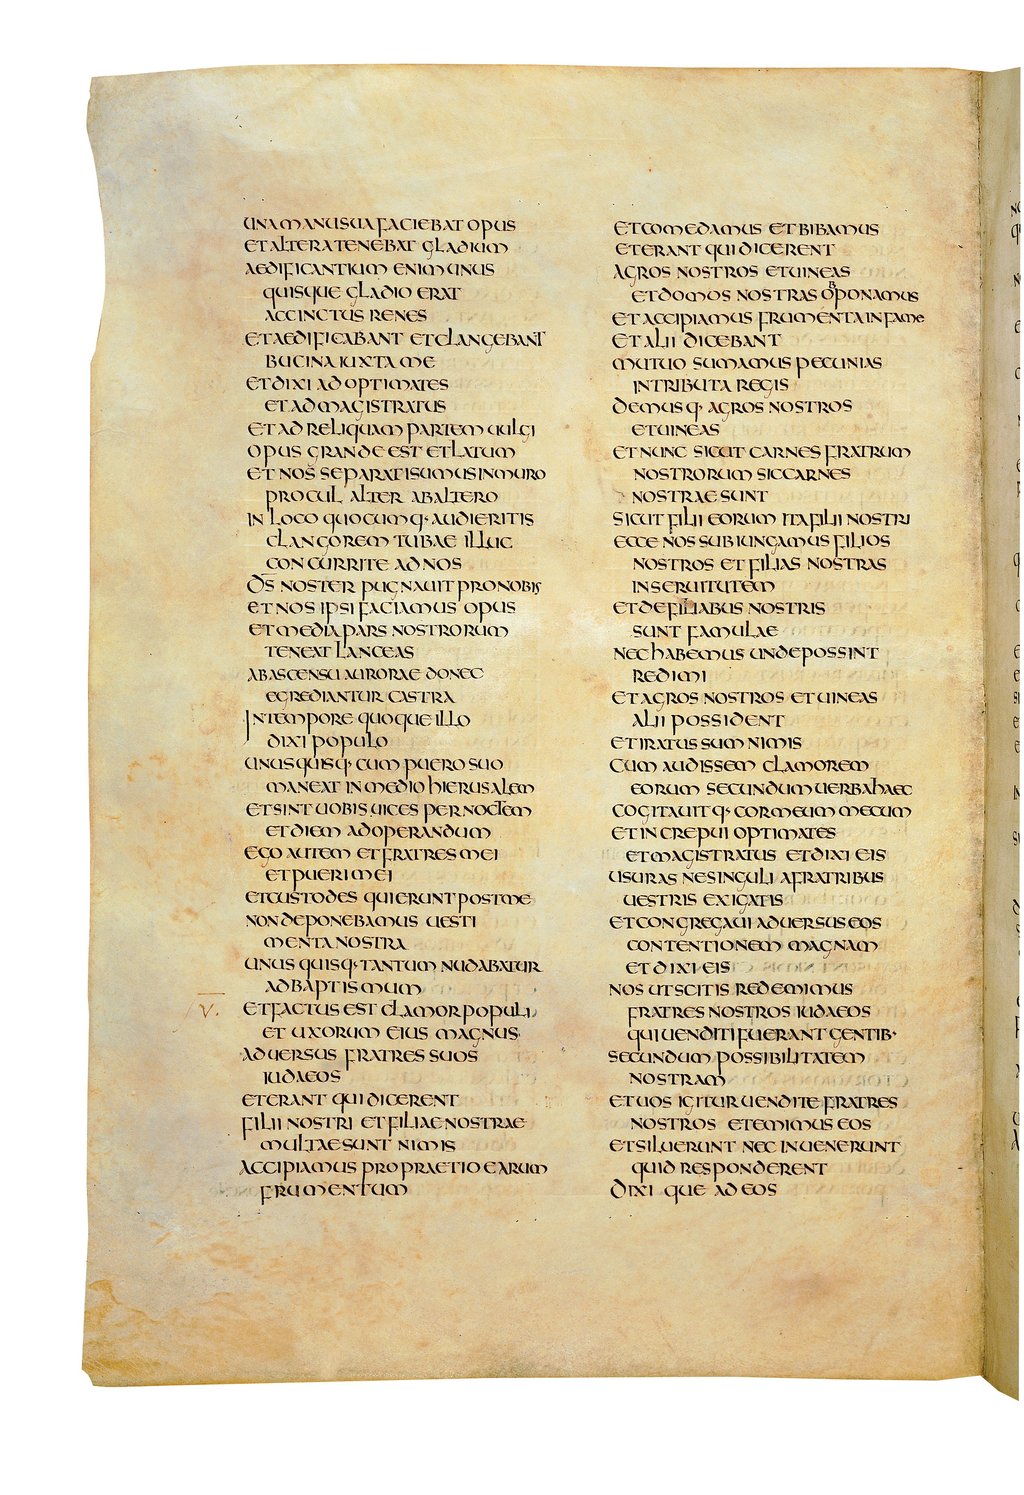 UNA MANU SUA FACIEBAT OPUS
ET ALTERA TENEBAT GLADIUM
AEDIFICANTIUM ENIM UNUS
QUISQUE GLADIO ERAT
ACCINCTUS RENES
ET AEDIFICABANT ET CLANGEBANT
BUCINA IUXTA ME
ET DIXI AD OPTIMATES
ET AD MAGISTRATUS
ET AD RELIQUAM PARTEM UULGI
OPUS GRANDE EST ET LATUM
ET NOS SEPARATI SUMUS IN MURO
PROCUL ALTER AB ALTERO
IN LOCO QUOCUMQ· AUDIERITIS
CLANGOREM TUBAE ILLUC
CONCURRITE AD NOS
D̅S̅ NOSTER PUGNAUIT PRO NOBIS
ET NOS IPSI FACIAMUS OPUS
ET MEDIA PARS NOSTRORUM
TENEAT LANCEAS
AB ASCENSU AURORAE DONEC
EGREDIANTUR CASTRA
IN TEMPORE QUOQUE ILLO
DIXI POPULO
UNUSQUISQ· CUM PUERO SUO
MANEAT IN MEDIO HIERUSALEM
ET SINT UOBIS UICES PER NOCTEM
ET DIEM AD OPERANDUM
EGO AUTEM ET FRATRES MEI
ET PUERI MEI
ET CUSTODES QUI ERUNT POST ME
NON DEPONEBAMUS UESTI
MENTA NOSTRA
UNUSQUISQ· TANTUM NUDABATUR
AD BAPTISMUM
V. ET FACTUS EST CLAMOR POPULI
ET UXORUM EIUS MAGNUS
ADUERSUS FRATRES SUOS
IUDAEOS
ET ERANT QUI DICERENT
FILII NOSTRI ET FILIAE NOSTRAE
MULTAE SUNT NIMIS
ACCIPIAMUS PRO PRAETIO EARUM
FRUMENTUM
ET COMEDAMUS ET BIBAMUS
ET ERANT QUI DICERENT
AGROS NOSTROS ET UINEAS
ET DOMOS NOSTRAS OBPONAMUS
ET ACCIPIAMUS FRUMENTA IN FAME
ET ALII DICEBANT
MUTUO SUMAMUS PECUNIAS
IN TRIBUTA REGIS
DEMUSQ· AGROS NOSTROS
ET UINEAS
ET NUNC SICUT CARNES FRATRUM
NOSTRORUM SIC CARNES
NOSTRAE SUNT
SICUT FILII EORUM ITA FILII NOSTRI
ECCE NOS SUBIUNGAMUS FILIOS
NOSTROS ET FILIAS NOSTRAS
IN SERUITUTEM
ET DE FILIABUS NOSTRIS
SUNT FAMULAE
NEC HABEMUS UNDE POSSINT
REDIMI
ET AGROS NOSTROS ET UINEAS
ALII POSSIDENT
ET IRATUS SUM NIMIS
CUM AUDISSEM CLAMOREM
EORUM SECUNDUM UERBA HAEC
COGITAUITQ· COR MEUM MECUM
ET INCREPUI OPTIMATES
ET MAGISTRATUS ET DIXI EIS
USURAS NE SINGULI A FRATRIBUS
UESTRIS EXIGATIS
ET CONGREGAUI ADUERSUS EOS
CONTENTIONEM MAGNAM
ET DIXI EIS
NOS UT SCITIS REDEMIMUS
FRATRES NOSTROS IUDAEOS
QUI UENDITI FUERANT GENTIB·
SECUNDUM POSSIBILITATEM
NOSTRAM
ET UOS IGITUR UENDITE FRATRES
NOSTROS ET EMIMUS EOS
ET SILUERUNT NEC INUENERUNT
QUID RESPONDERENT
DIXIQUE AD EOS